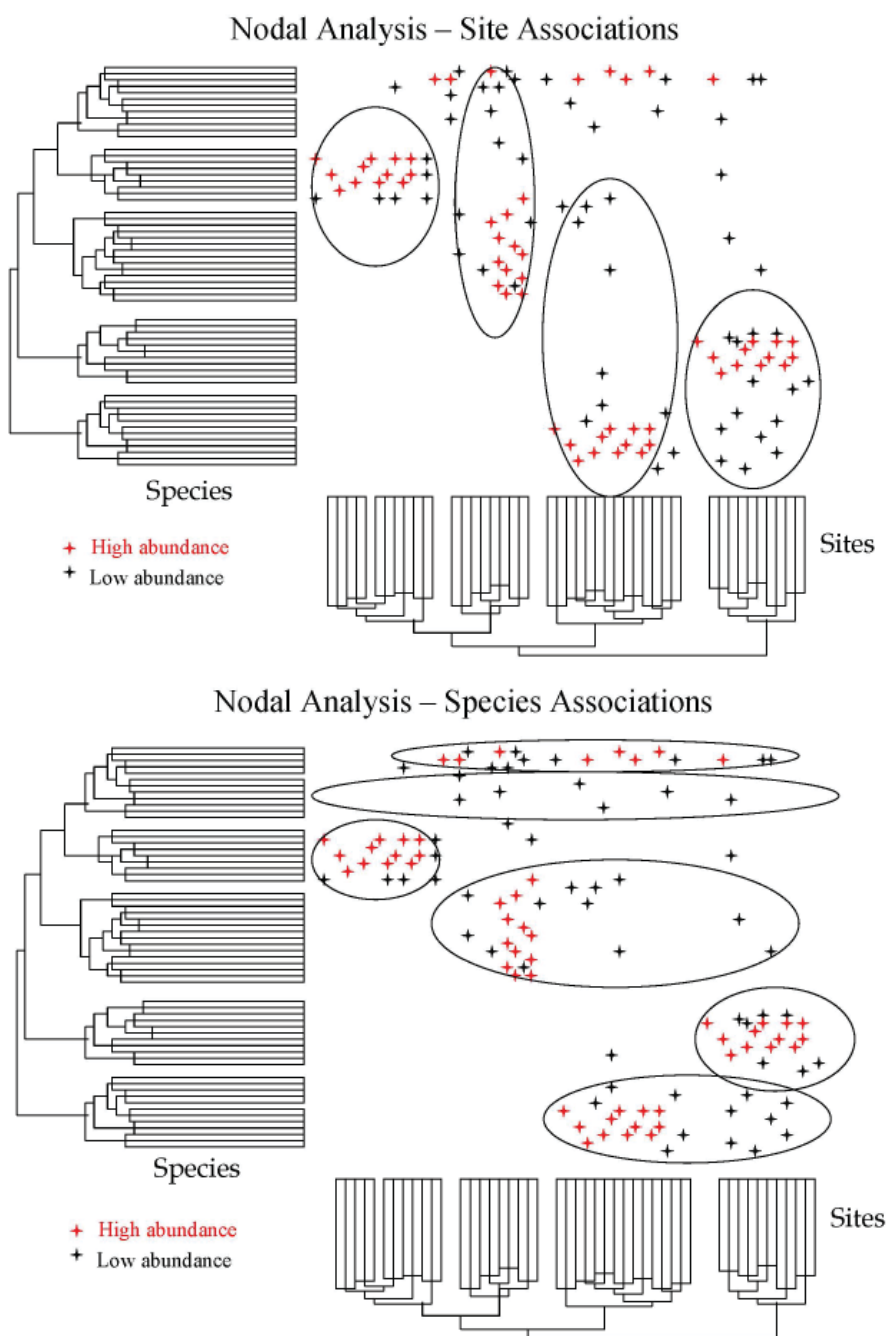 Nodal Analysis – Site Associations
Species
High abundance
Low abundance
Sites
Nodal Analysis – Species Associations
Species
High abundance
Low abundance
Sites